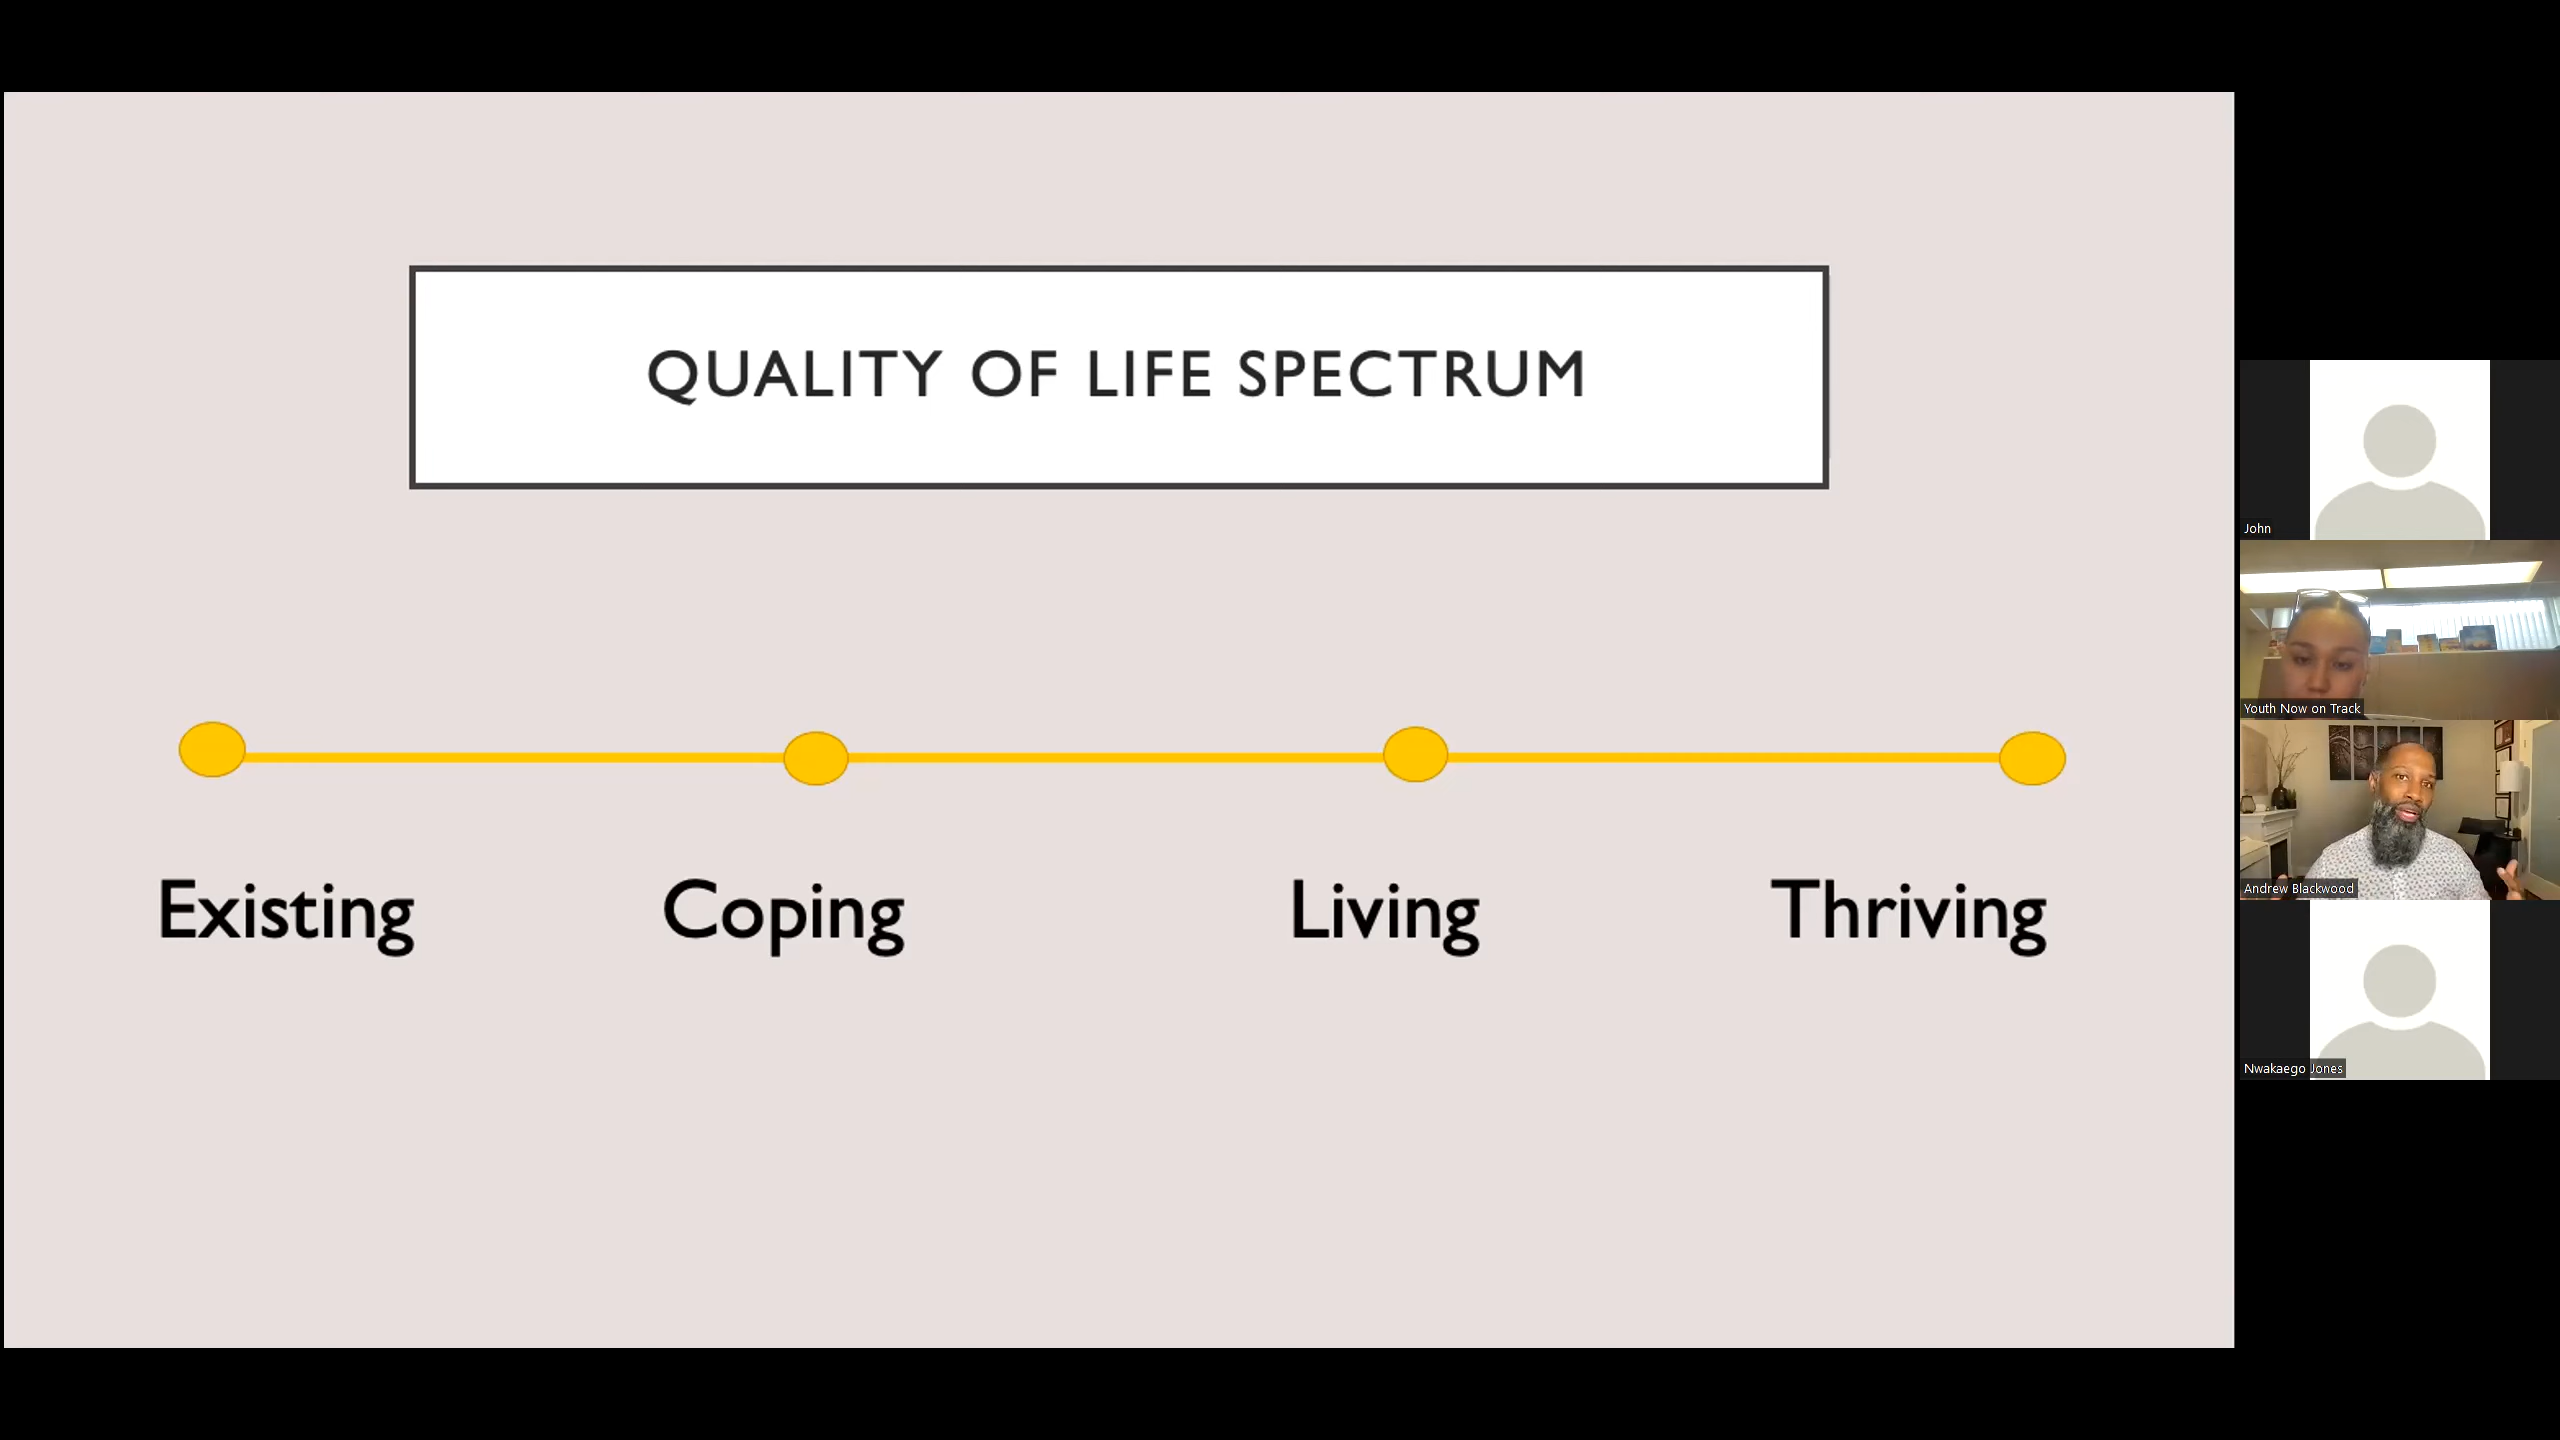 QUALITY OF LIFE SPECTRUM
Existing
Coping
Living
Thriving
John
Youth Now on Track
Andrew Blackwood
Nwakaego Jones